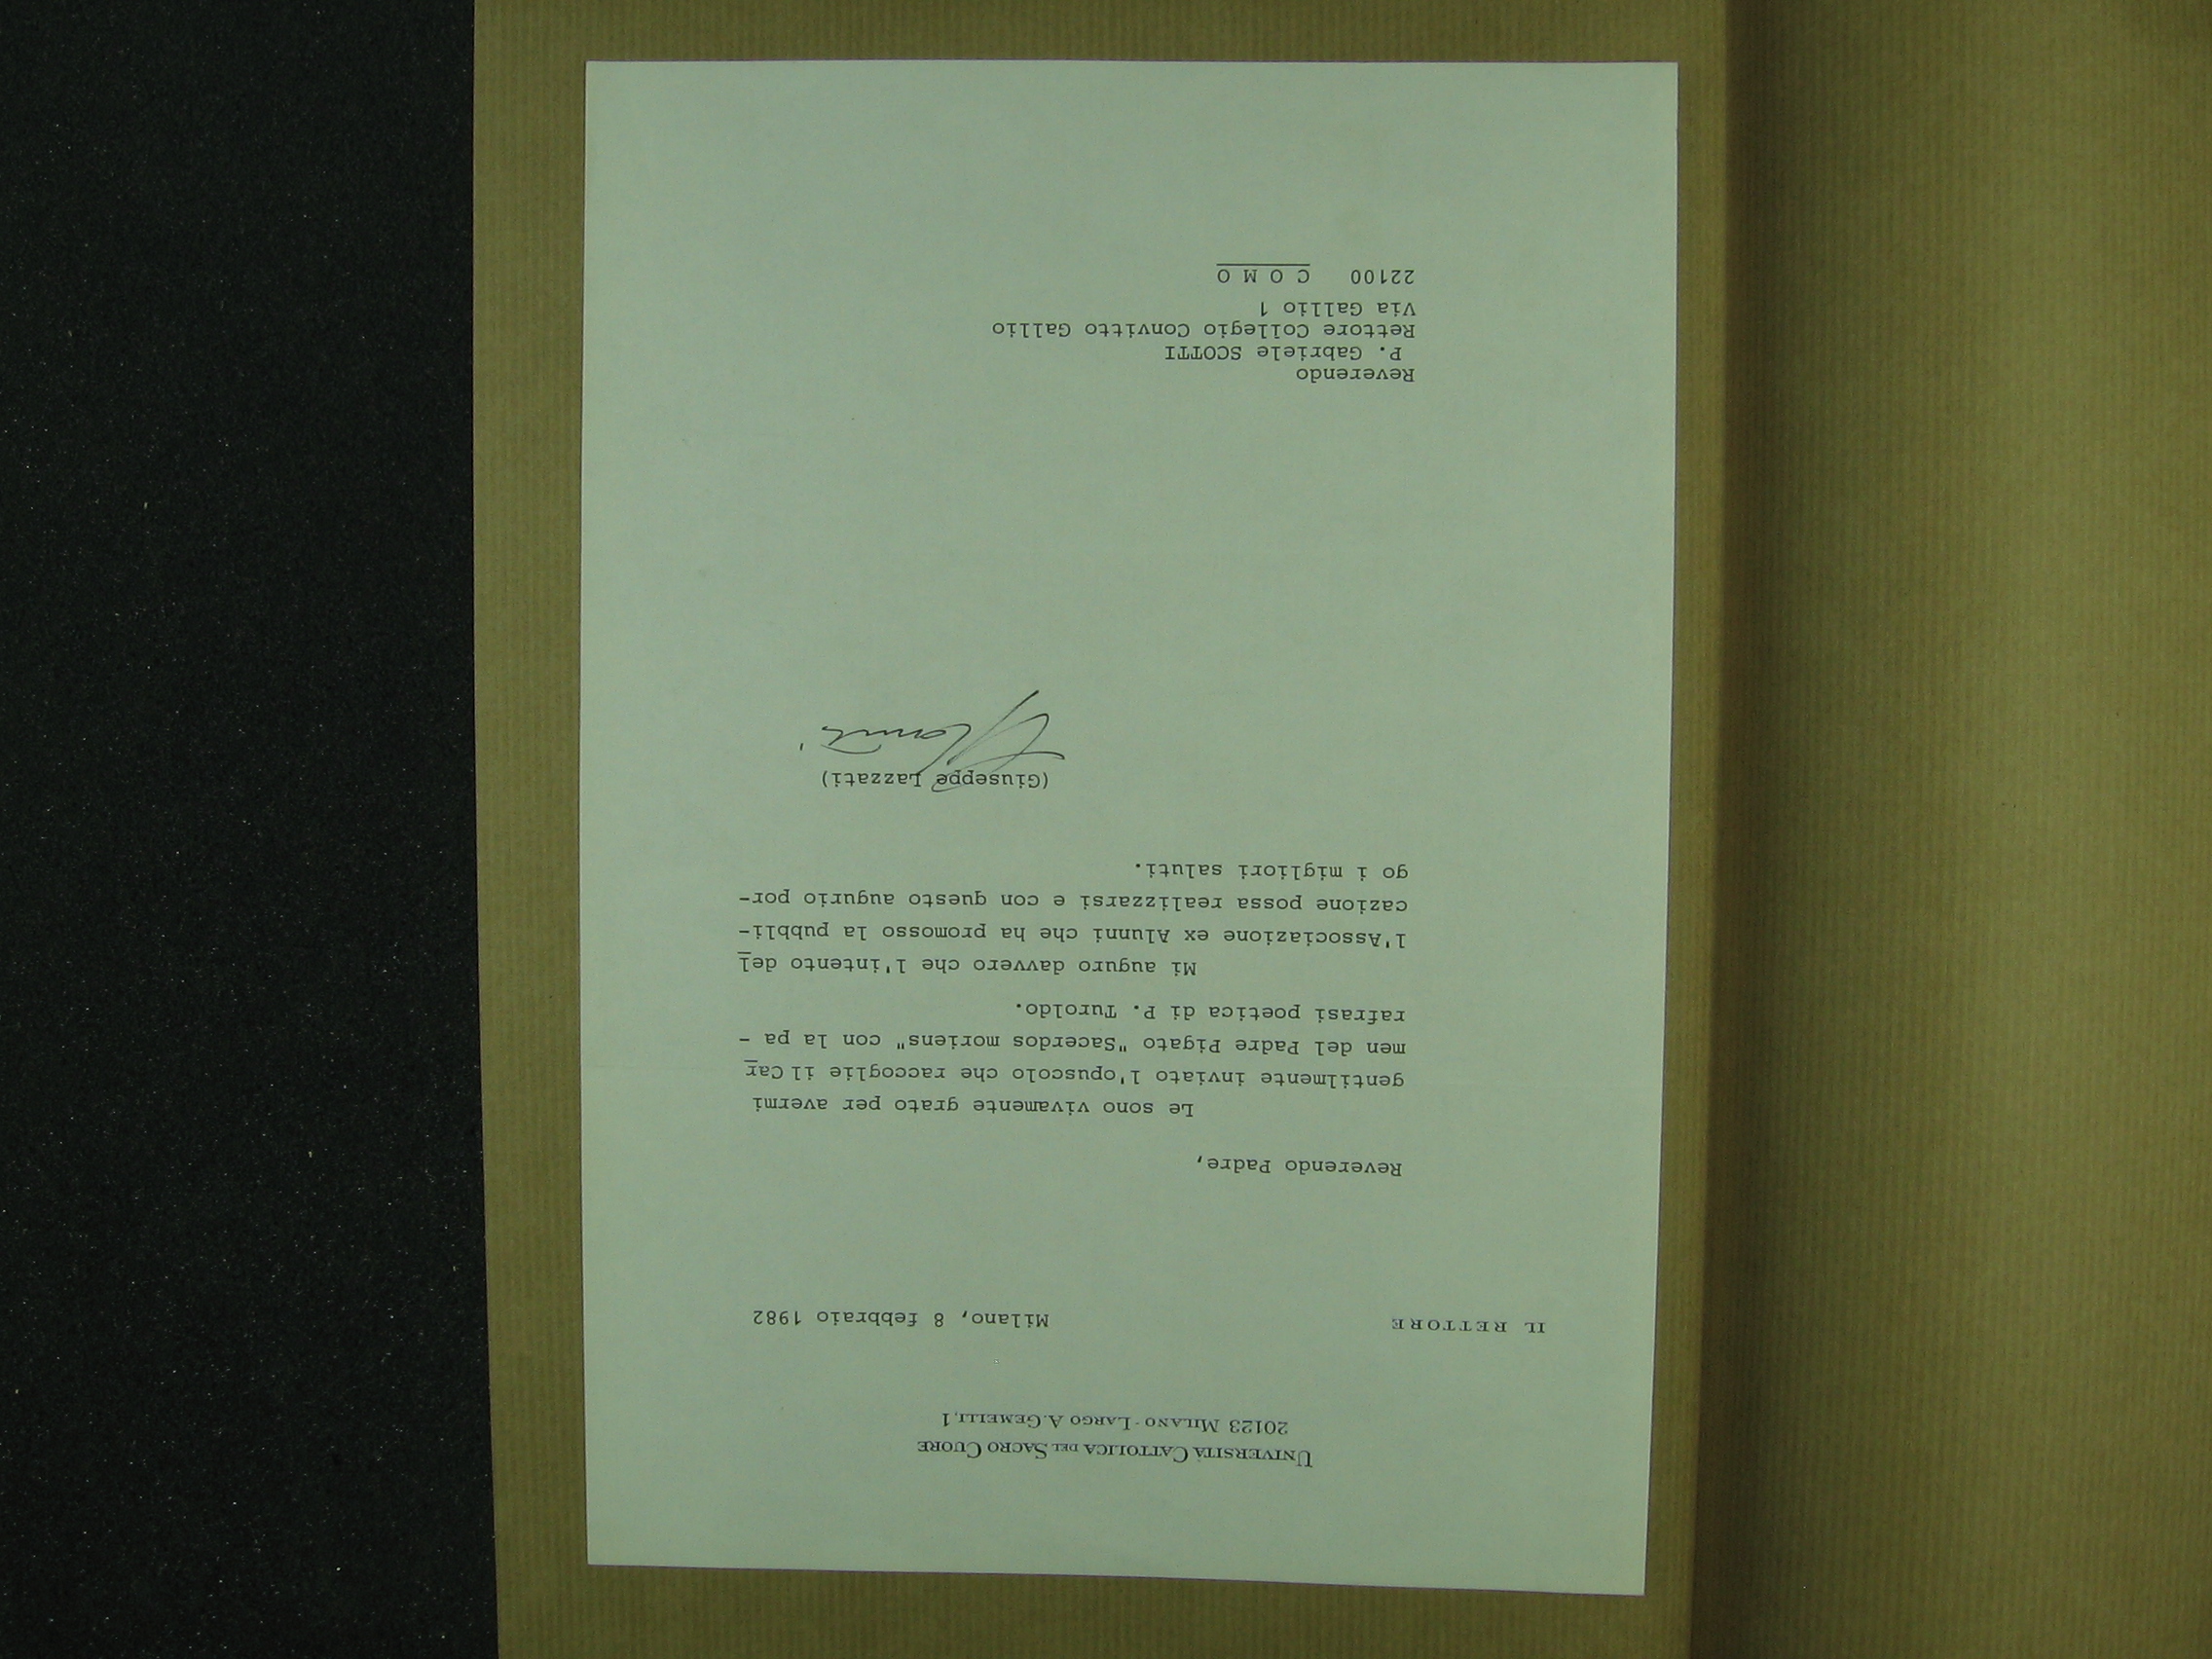 UNIVERSITÀ CATTOLICA DEL SACRO CUORE
20123 MILANO - LARGO A. GEMELLI, 1
IL RETTORE
Milano, 8 febbraio 1982
Reverendo Padre,
Le sono vivamente grato per avermi
gentilmente inviato l'opuscolo che raccoglie il Car
men del Padre Pigato "Sacerdos moriens" con la pa -
rafrasi poetica di P. Turoldo.
Mi auguro davvero che l'intento del
l'Associazione ex Alunni che ha promosso la pubbli-
cazione possa realizzarsi e con questo augurio por-
go i migliori saluti.
(Giuseppe Lazzati)
Reverendo
P. Gabriele SCOTTI
Rettore Collegio Convitto Gallio
Via Gallio 1
22100 C O M O